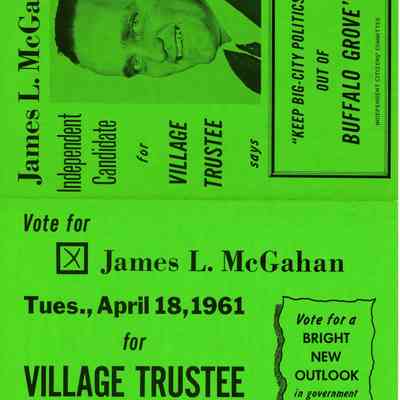 James L. McGa
Independent
Candidate
for
VILLAGE
TRUSTEE
says
"KEEP BIG-CITY POLITICS
OUT OF
BUFFALO GROVE"
INDEPENDENT CITIZENS' COMMITTEE
Vote for
X James L. McGahan
Tues., April 18, 1961
for
VILLAGE TRUSTEE
Vote for a
BRIGHT
NEW
OUTLOOK
in government